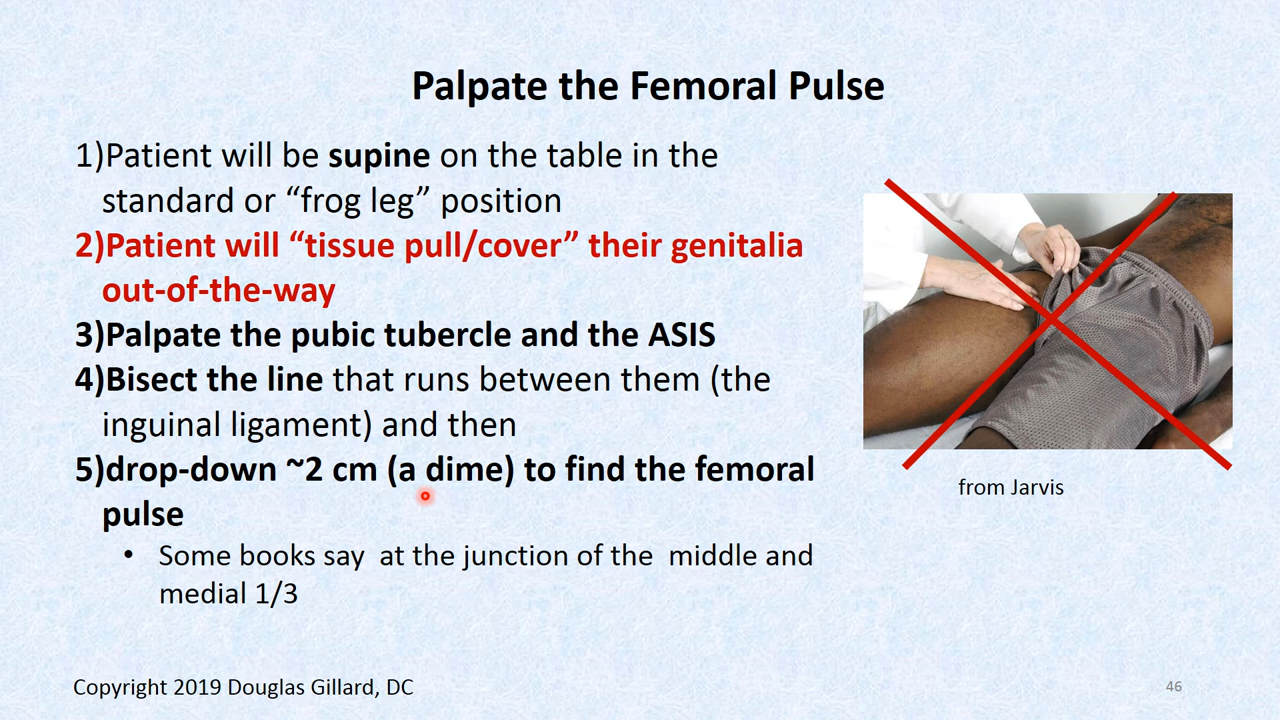 Palpate the Femoral Pulse
1)Patient will be supine on the table in the
standard or “frog leg” position
2)Patient will “tissue pull/cover” their genitalia
out-of-the-way
3)Palpate the pubic tubercle and the ASIS
4)Bisect the line that runs between them (the
inguinal ligament) and then
5)drop-down ~2 cm (a dime) to find the femoral
pulse
• Some books say at the junction of the middle and
medial 1/3
from Jarvis
Copyright 2019 Douglas Gillard, DC
46